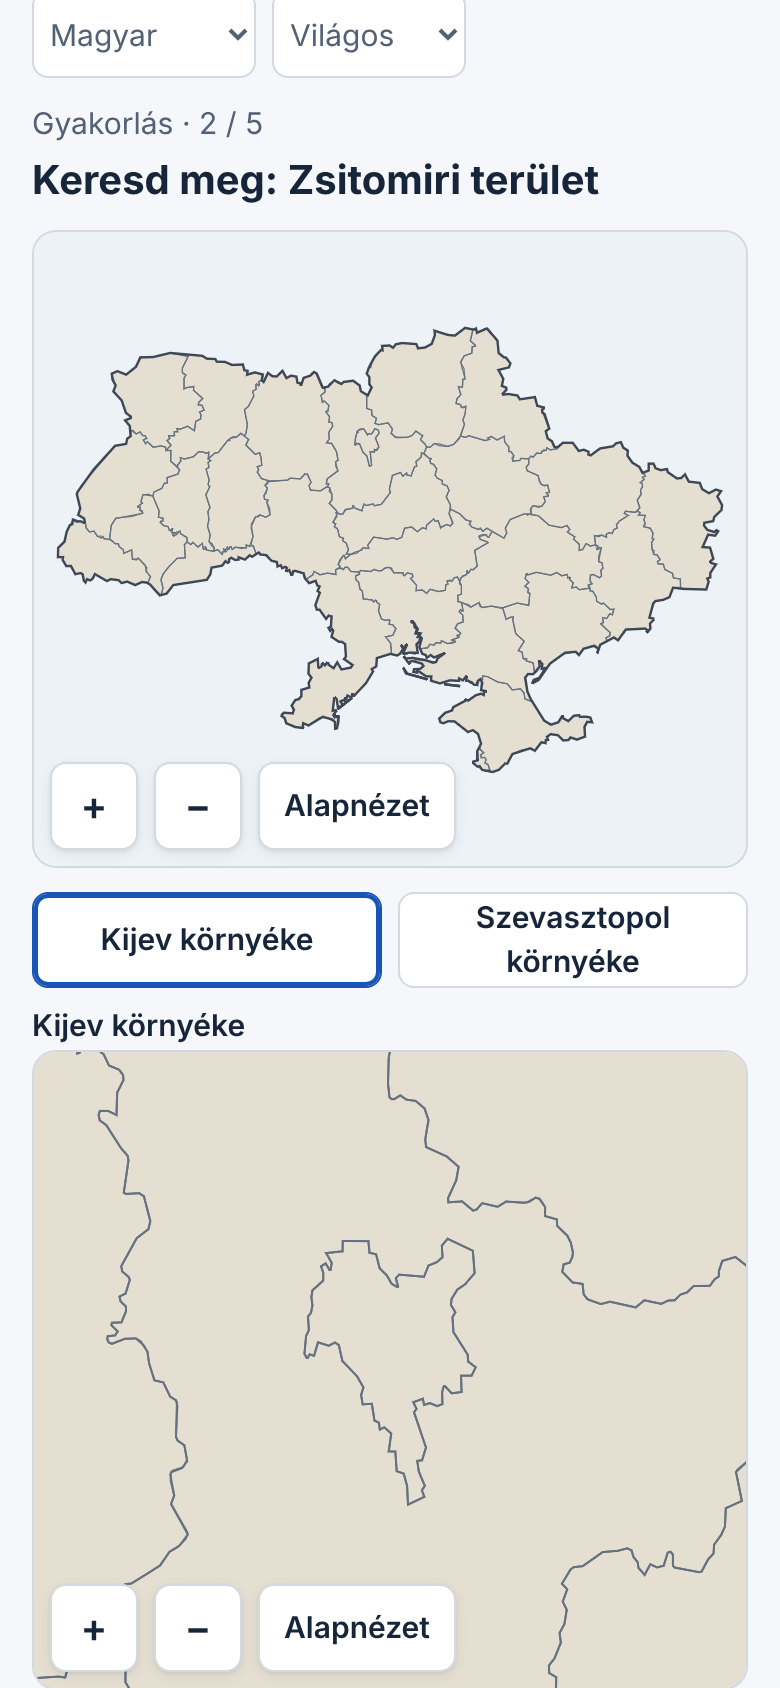 Magyar
Világos
Gyakorlás · 2 / 5
Keresd meg: Zsitomiri terület
+
−
Alapnézet
Kijev környéke
Szevasztopol
környéke
Kijev környéke
+
−
Alapnézet